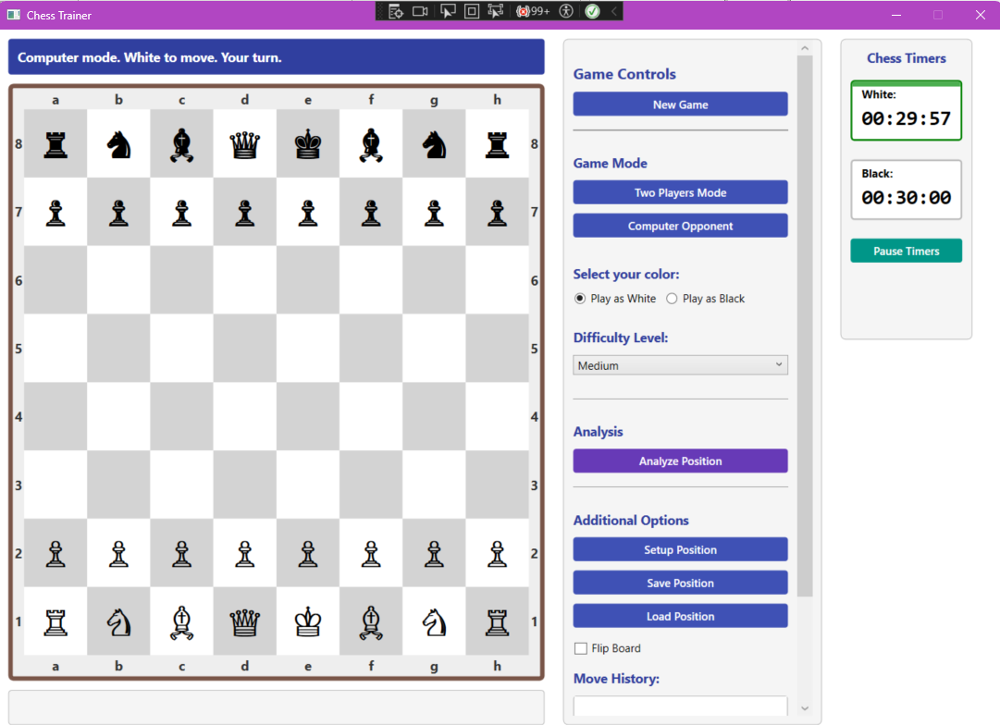 Chess Trainer
99+
Computer mode. White to move. Your turn.
a b c d e f g h
8 8
7 7
6 6
5 5
4 4
3 3
2 2
1 1
a b c d e f g h
Game Controls
New Game
Game Mode
Two Players Mode
Computer Opponent
Select your color:
Play as White Play as Black
Difficulty Level:
Medium
Analysis
Analyze Position
Additional Options
Setup Position
Save Position
Load Position
Flip Board
Move History:
Chess Timers
White:
00:29:57
Black:
00:30:00
Pause Timers